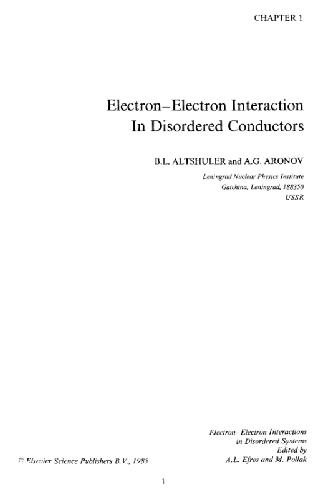 CHAPTER 1
Electron–Electron Interaction
In Disordered Conductors
B.L. ALTSHULER and A.G. ARONOV
Leningrad Nuclear Physics Institute
Gatchina, Leningrad, 188350
USSR
Electron–Electron Interactions
in Disordered Systems
Edited by
© Elsevier Science Publishers B.V., 1985
A.L. Efros and M. Pollak
1